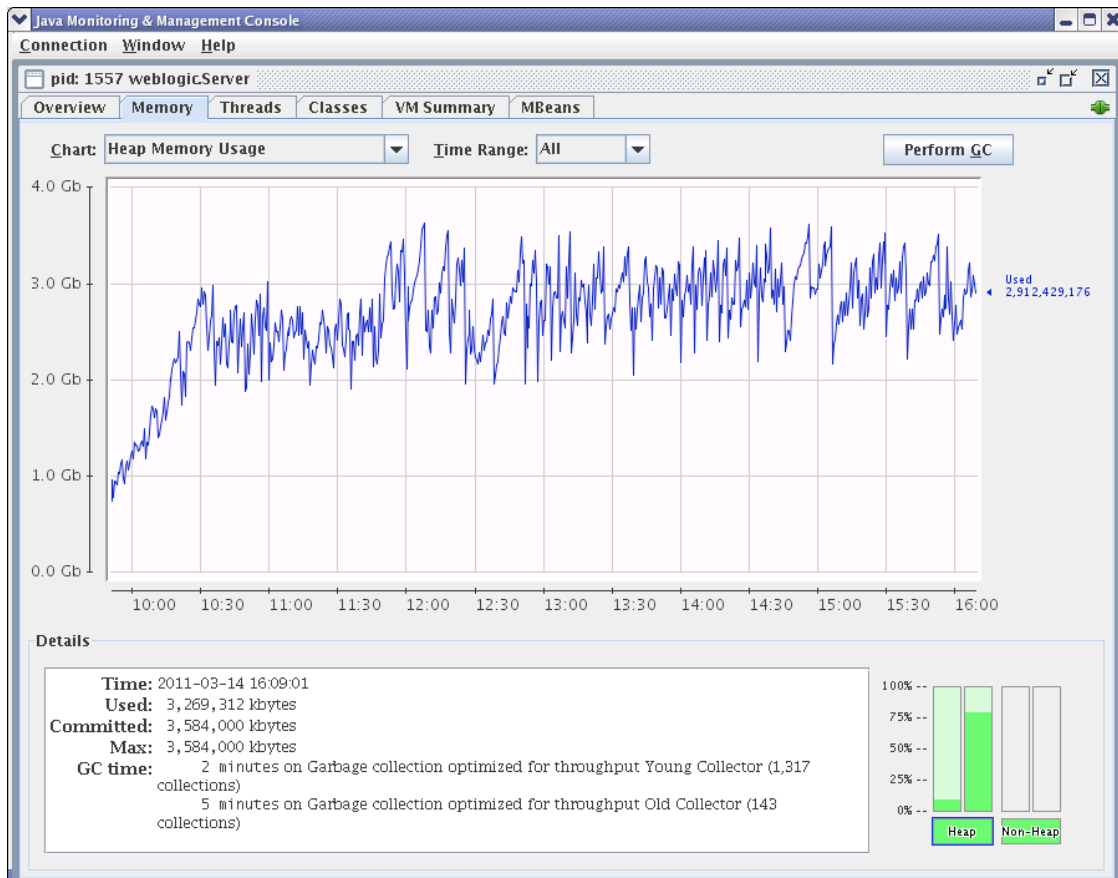 Java Monitoring & Management Console
Connection Window Help
pid: 1557 weblogic.Server
Overview Memory Threads Classes VM Summary MBeans
Chart: Heap Memory Usage Time Range: All Perform GC
4.0 Gb
3.0 Gb
2.0 Gb
1.0 Gb
0.0 Gb
Used
2,912,429,176
10:00 10:30 11:00 11:30 12:00 12:30 13:00 13:30 14:00 14:30 15:00 15:30 16:00
Details
Time: 2011-03-14 16:09:01
Used: 3,269,312 kbytes
Committed: 3,584,000 kbytes
Max: 3,584,000 kbytes
GC time: 2 minutes on Garbage collection optimized for throughput Young Collector (1,317
collections)
5 minutes on Garbage collection optimized for throughput Old Collector (143
collections)
100% --
75% --
50% --
25% --
0% --
Heap Non-Heap